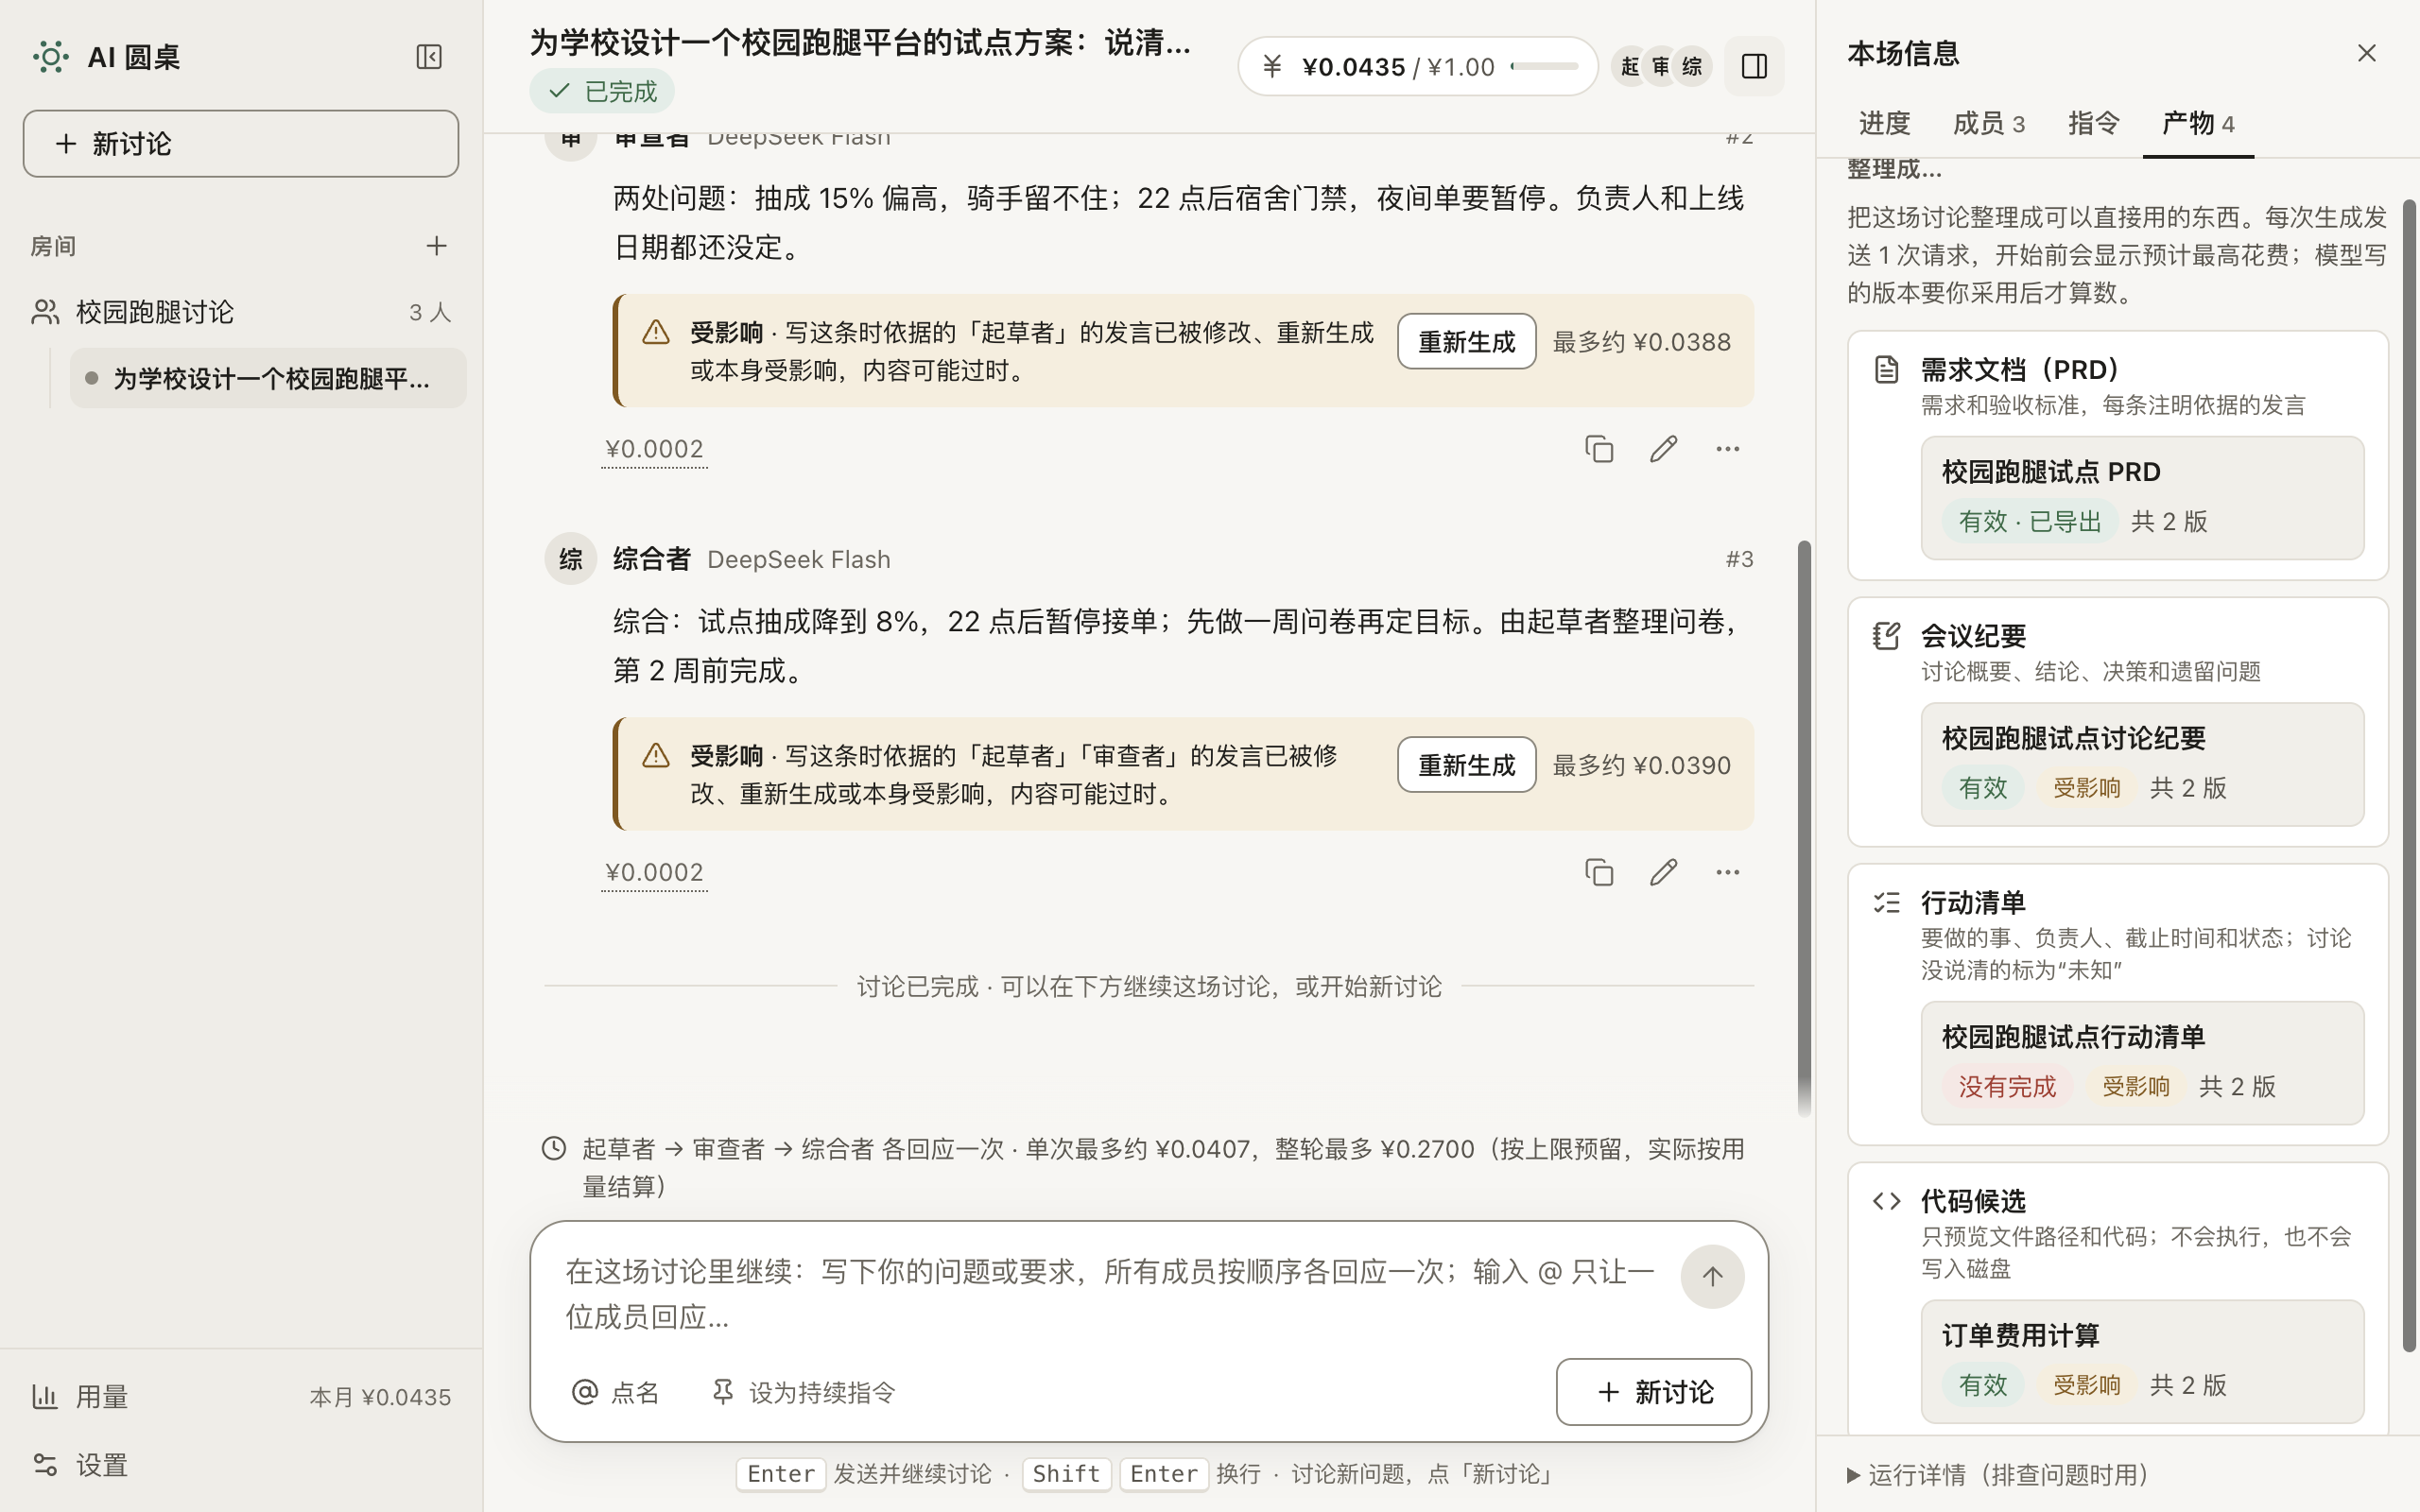 AI 圆桌
+ 新讨论
房间
校园跑腿讨论 3 人
为学校设计一个校园跑腿平...
用量 本月 ¥0.0435
设置
为学校设计一个校园跑腿平台的试点方案：说清...
已完成
¥0.0435 / ¥1.00
起 审 综
审 审查者 DeepSeek Flash #2
两处问题：抽成 15% 偏高，骑手留不住；22 点后宿舍门禁，夜间单要暂停。负责人和上线
日期都还没定。
受影响 · 写这条时依据的「起草者」的发言已被修改、重新生成
或本身受影响，内容可能过时。
重新生成 最多约 ¥0.0388
¥0.0002
综 综合者 DeepSeek Flash #3
综合：试点抽成降到 8%，22 点后暂停接单；先做一周问卷再定目标。由起草者整理问卷，
第 2 周前完成。
受影响 · 写这条时依据的「起草者」「审查者」的发言已被修
改、重新生成或本身受影响，内容可能过时。
重新生成 最多约 ¥0.0390
¥0.0002
讨论已完成 · 可以在下方继续这场讨论，或开始新讨论
起草者 → 审查者 → 综合者 各回应一次 · 单次最多约 ¥0.0407，整轮最多 ¥0.2700（按上限预留，实际按用
量结算）
在这场讨论里继续：写下你的问题或要求，所有成员按顺序各回应一次；输入 @ 只让一
位成员回应...
@ 点名 设为持续指令
+ 新讨论
Enter 发送并继续讨论 · Shift Enter 换行 · 讨论新问题，点「新讨论」
本场信息
进度 成员 3 指令 产物 4
整理成...
把这场讨论整理成可以直接用的东西。每次生成发
送 1 次请求，开始前会显示预计最高花费；模型写
的版本要你采用后才算数。
需求文档（PRD）
需求和验收标准，每条注明依据的发言
校园跑腿试点 PRD
有效 · 已导出 共 2 版
会议纪要
讨论概要、结论、决策和遗留问题
校园跑腿试点讨论纪要
有效 受影响 共 2 版
行动清单
要做的事、负责人、截止时间和状态；讨论
没说清的标为“未知”
校园跑腿试点行动清单
没有完成 受影响 共 2 版
代码候选
只预览文件路径和代码；不会执行，也不会
写入磁盘
订单费用计算
有效 受影响 共 2 版
▶ 运行详情（排查问题时用）